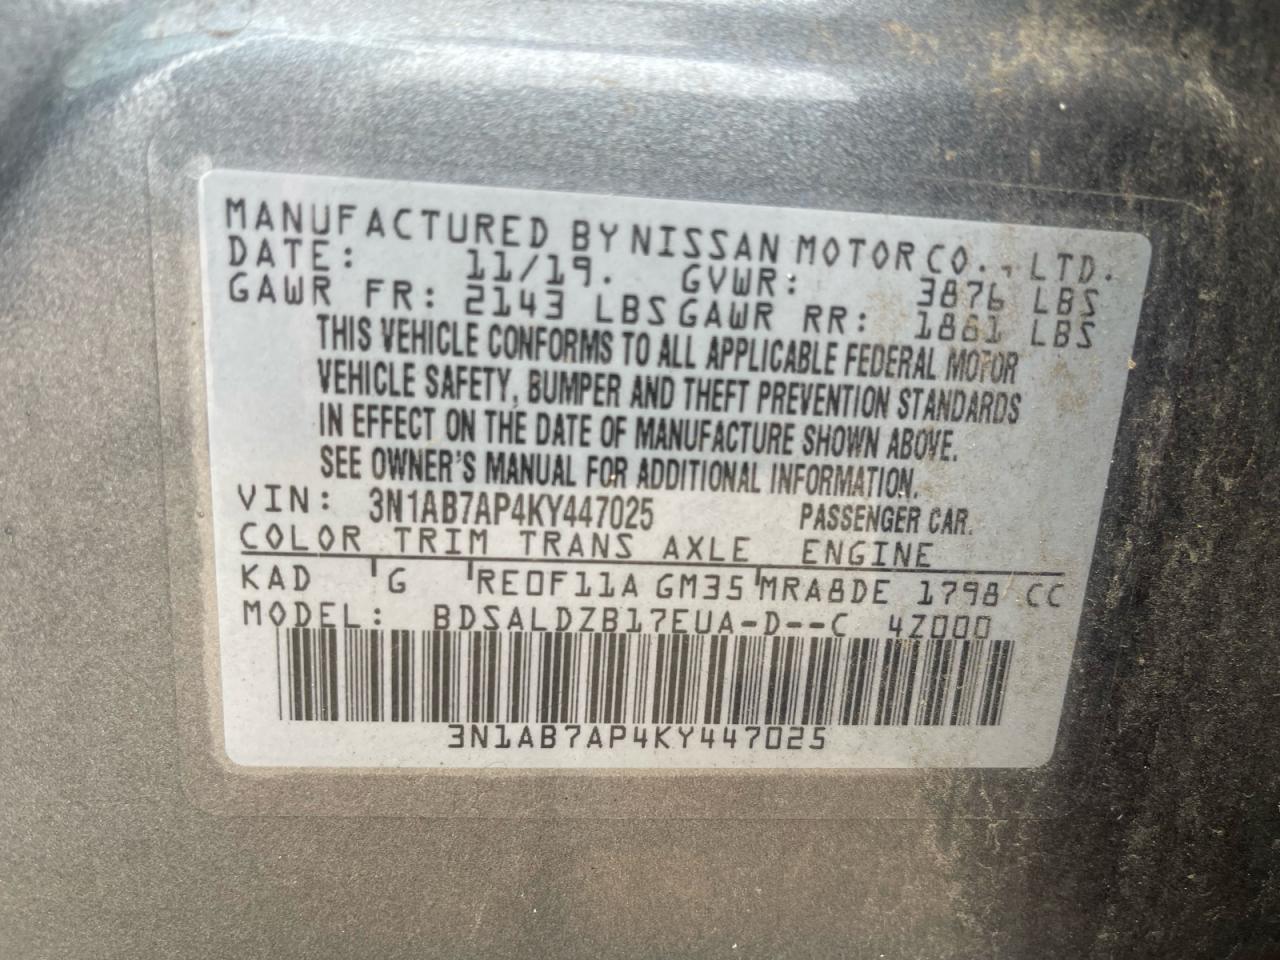 MANUFACTURED BY NISSAN MOTOR CO., LTD.
DATE: 11/19. GVWR: 3876 LBS
GAWR FR: 2143 LBS GAWR RR: 1881 LBS
THIS VEHICLE CONFORMS TO ALL APPLICABLE FEDERAL MOTOR
VEHICLE SAFETY, BUMPER AND THEFT PREVENTION STANDARDS
IN EFFECT ON THE DATE OF MANUFACTURE SHOWN ABOVE.
SEE OWNER'S MANUAL FOR ADDITIONAL INFORMATION.
VIN: 3N1AB7AP4KY447025 PASSENGER CAR.
COLOR TRIM TRANS AXLE ENGINE
KAD G RE0F11A GM35 MRA8DE 1798 CC
MODEL: BDSALDZB17EUA-D--C 4Z000
3N1AB7AP4KY447025